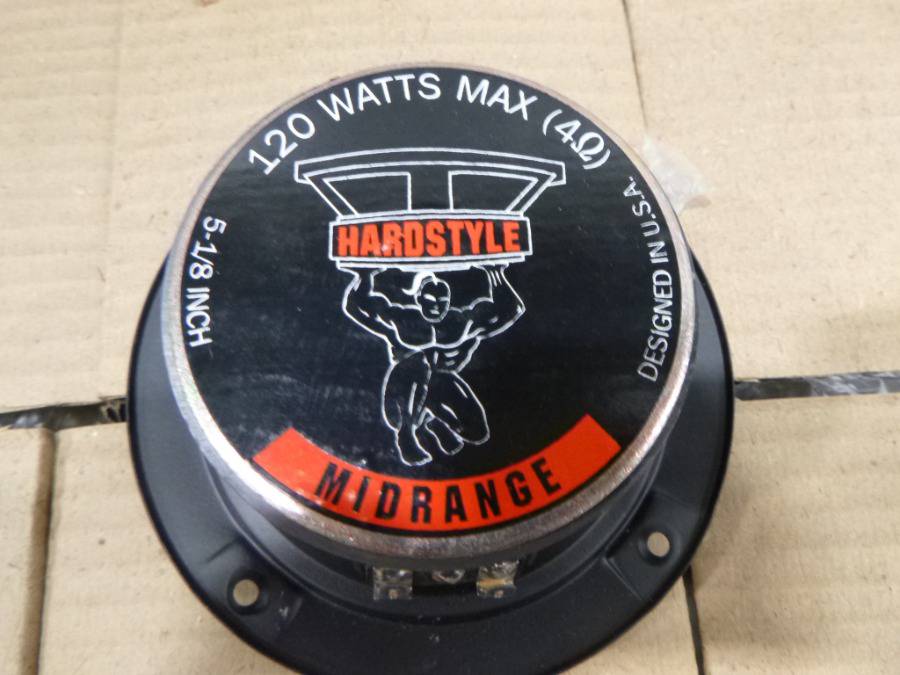 120 WATTS MAX (4Ω)
5-1/8 INCH
HARDSTYLE
DESIGNED IN U.S.A.
MIDRANGE